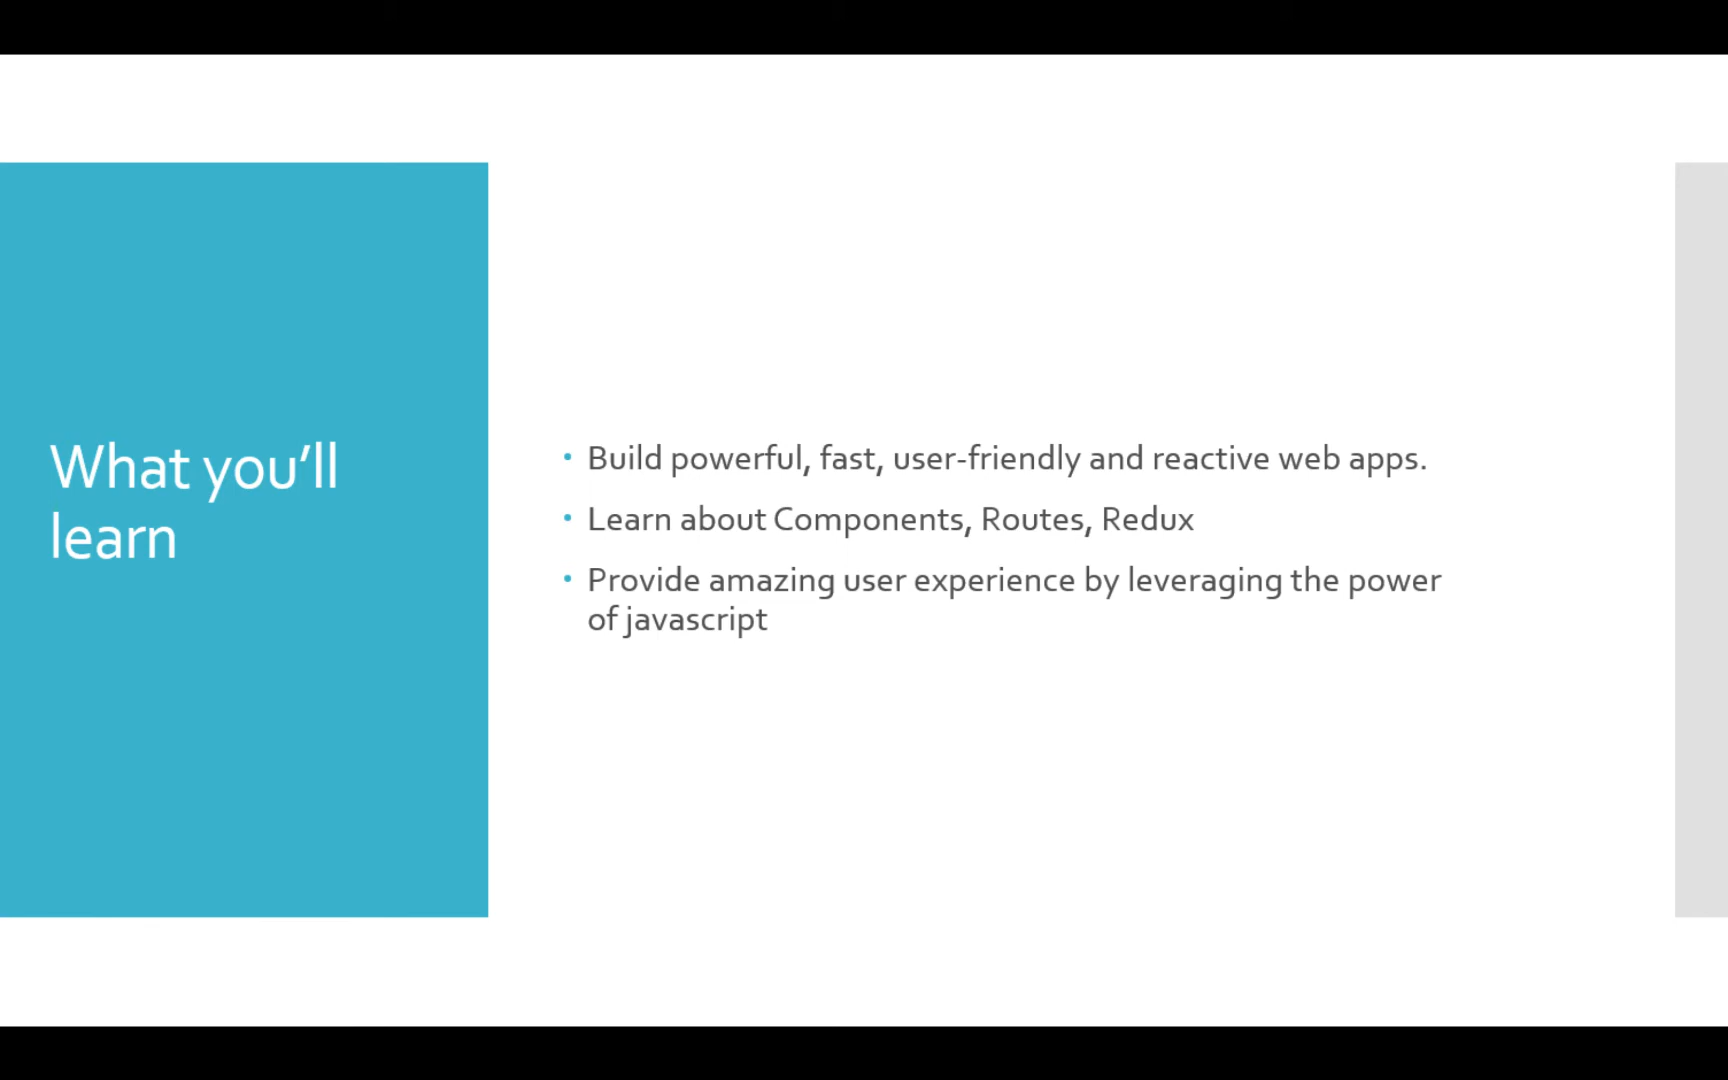 What you’ll
learn
• Build powerful, fast, user-friendly and reactive web apps.
• Learn about Components, Routes, Redux
• Provide amazing user experience by leveraging the power
of javascript